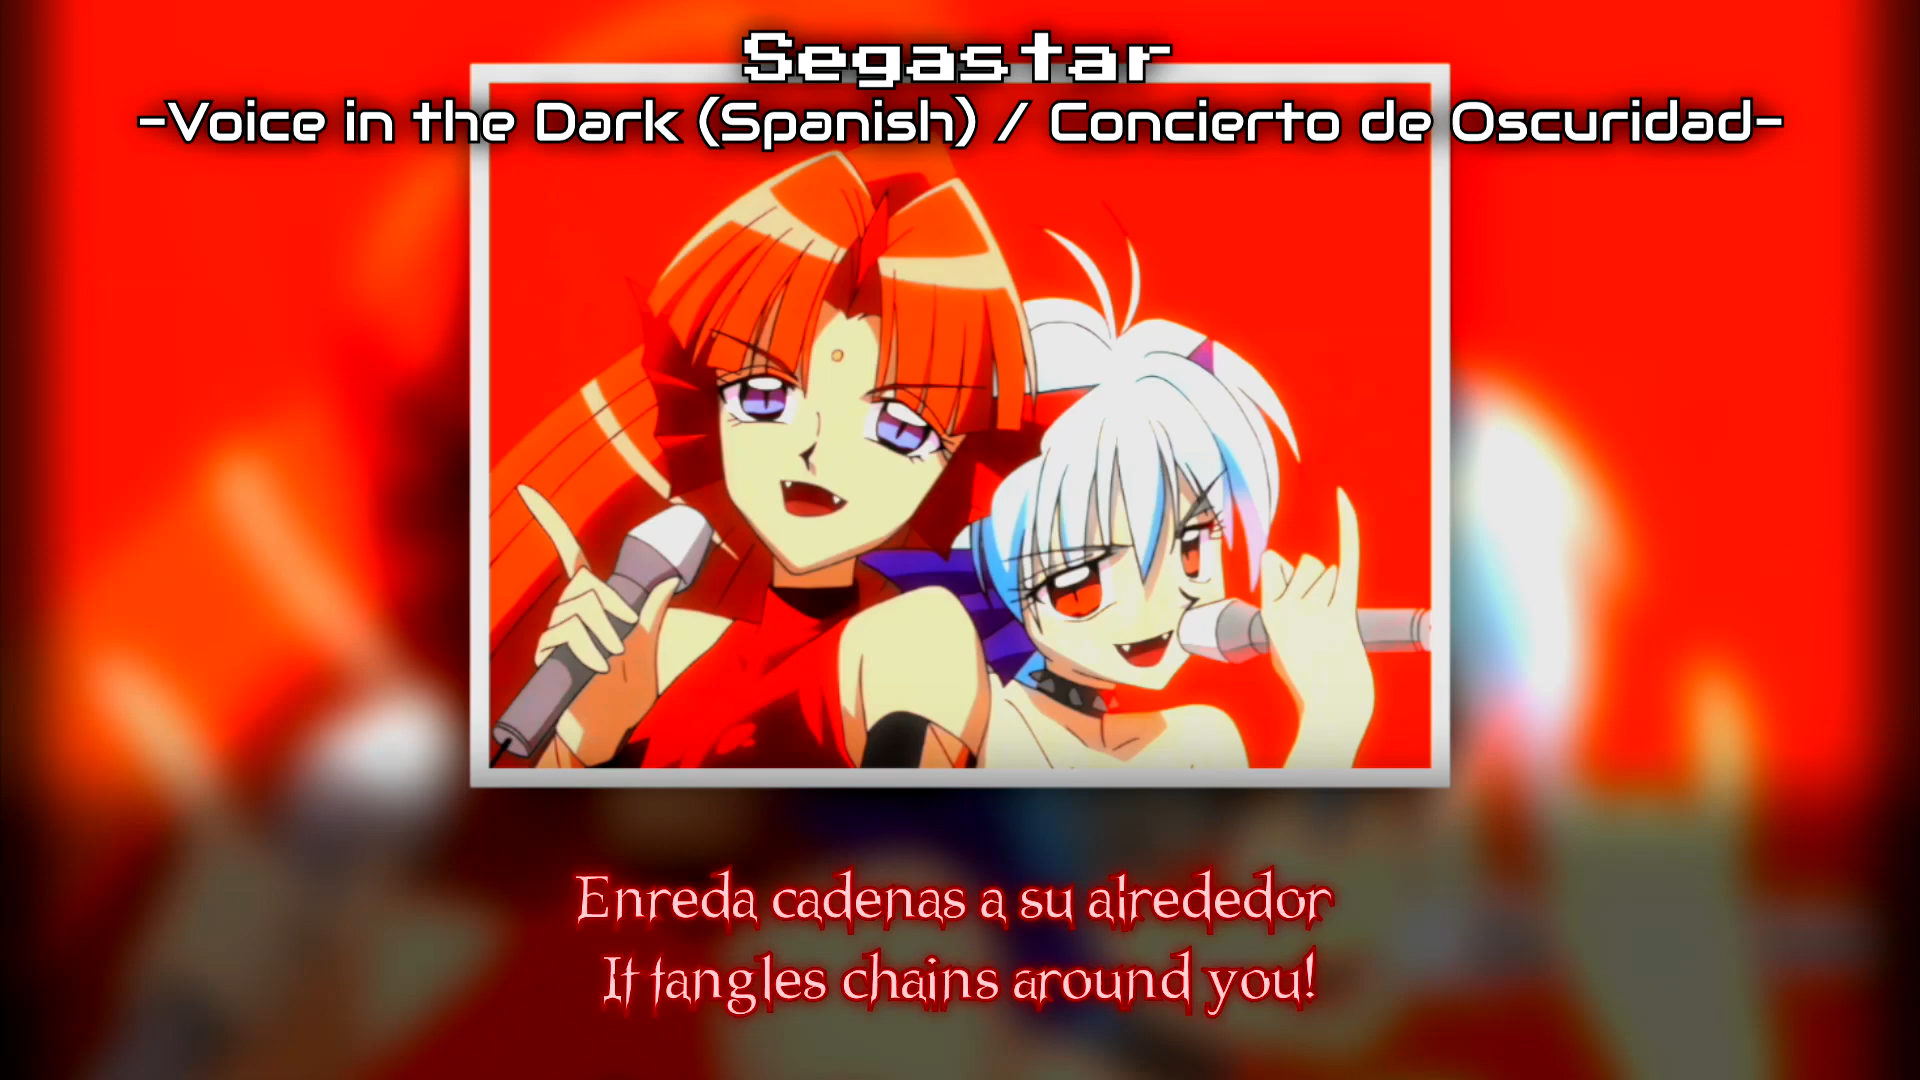 Segastar
-Voice in the Dark (Spanish) / Concierto de Oscuridad-
Enreda cadenas a su alrededor
It tangles chains around you!